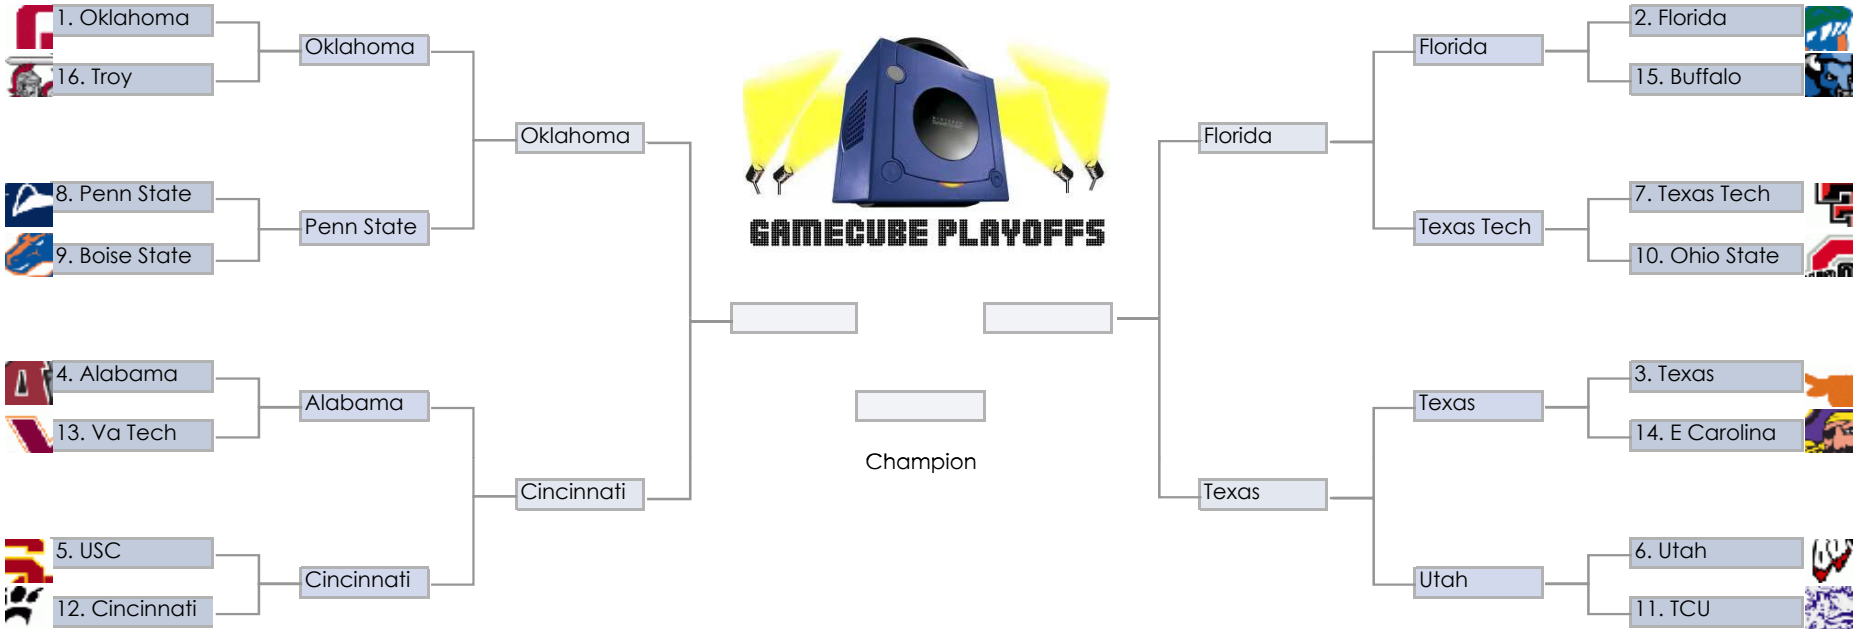 1. Oklahoma
16. Troy
8. Penn State
9. Boise State
4. Alabama
13. Va Tech
5. USC
12. Cincinnati
Oklahoma
Penn State
Alabama
Cincinnati
Oklahoma
Cincinnati
GAMECUBE PLAYOFFS
Champion
Florida
Texas
Florida
Texas Tech
Texas
Utah
2. Florida
15. Buffalo
7. Texas Tech
10. Ohio State
3. Texas
14. E Carolina
6. Utah
11. TCU